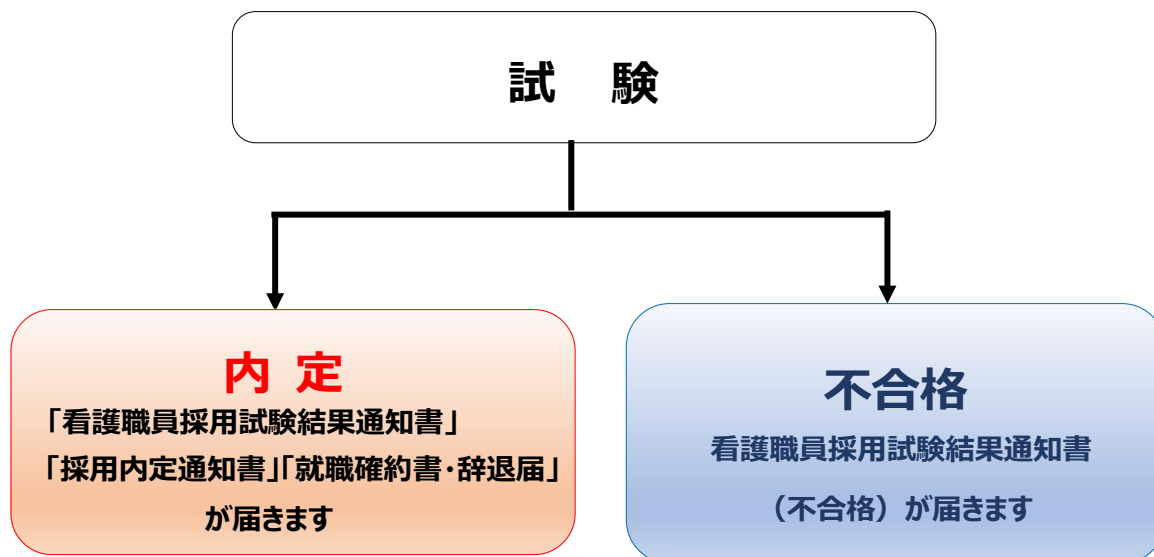 試　験
内 定
「看護職員採用試験結果通知書」
「採用内定通知書」「就職確約書・辞退届」
が届きます
不合格
看護職員採用試験結果通知書
（不合格）が届きます